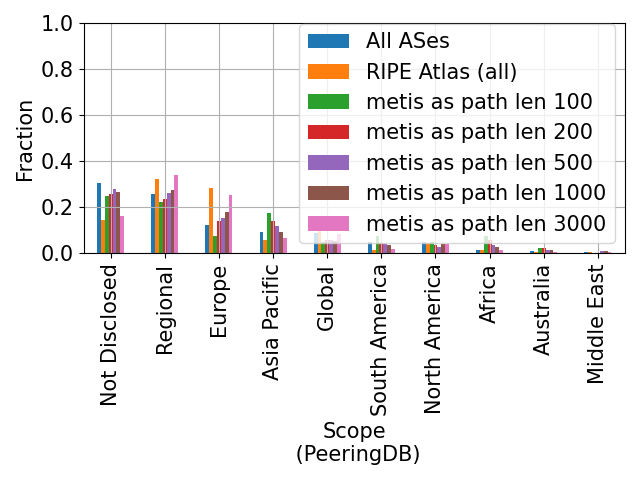 1.0
0.8
0.6
0.4
0.2
0.0
Fraction
All ASes
RIPE Atlas (all)
metis as path len 100
metis as path len 200
metis as path len 500
metis as path len 1000
metis as path len 3000
Not Disclosed
Regional
Europe
Asia Pacific
Global
South America
North America
Africa
Australia
Middle East
Scope
(PeeringDB)